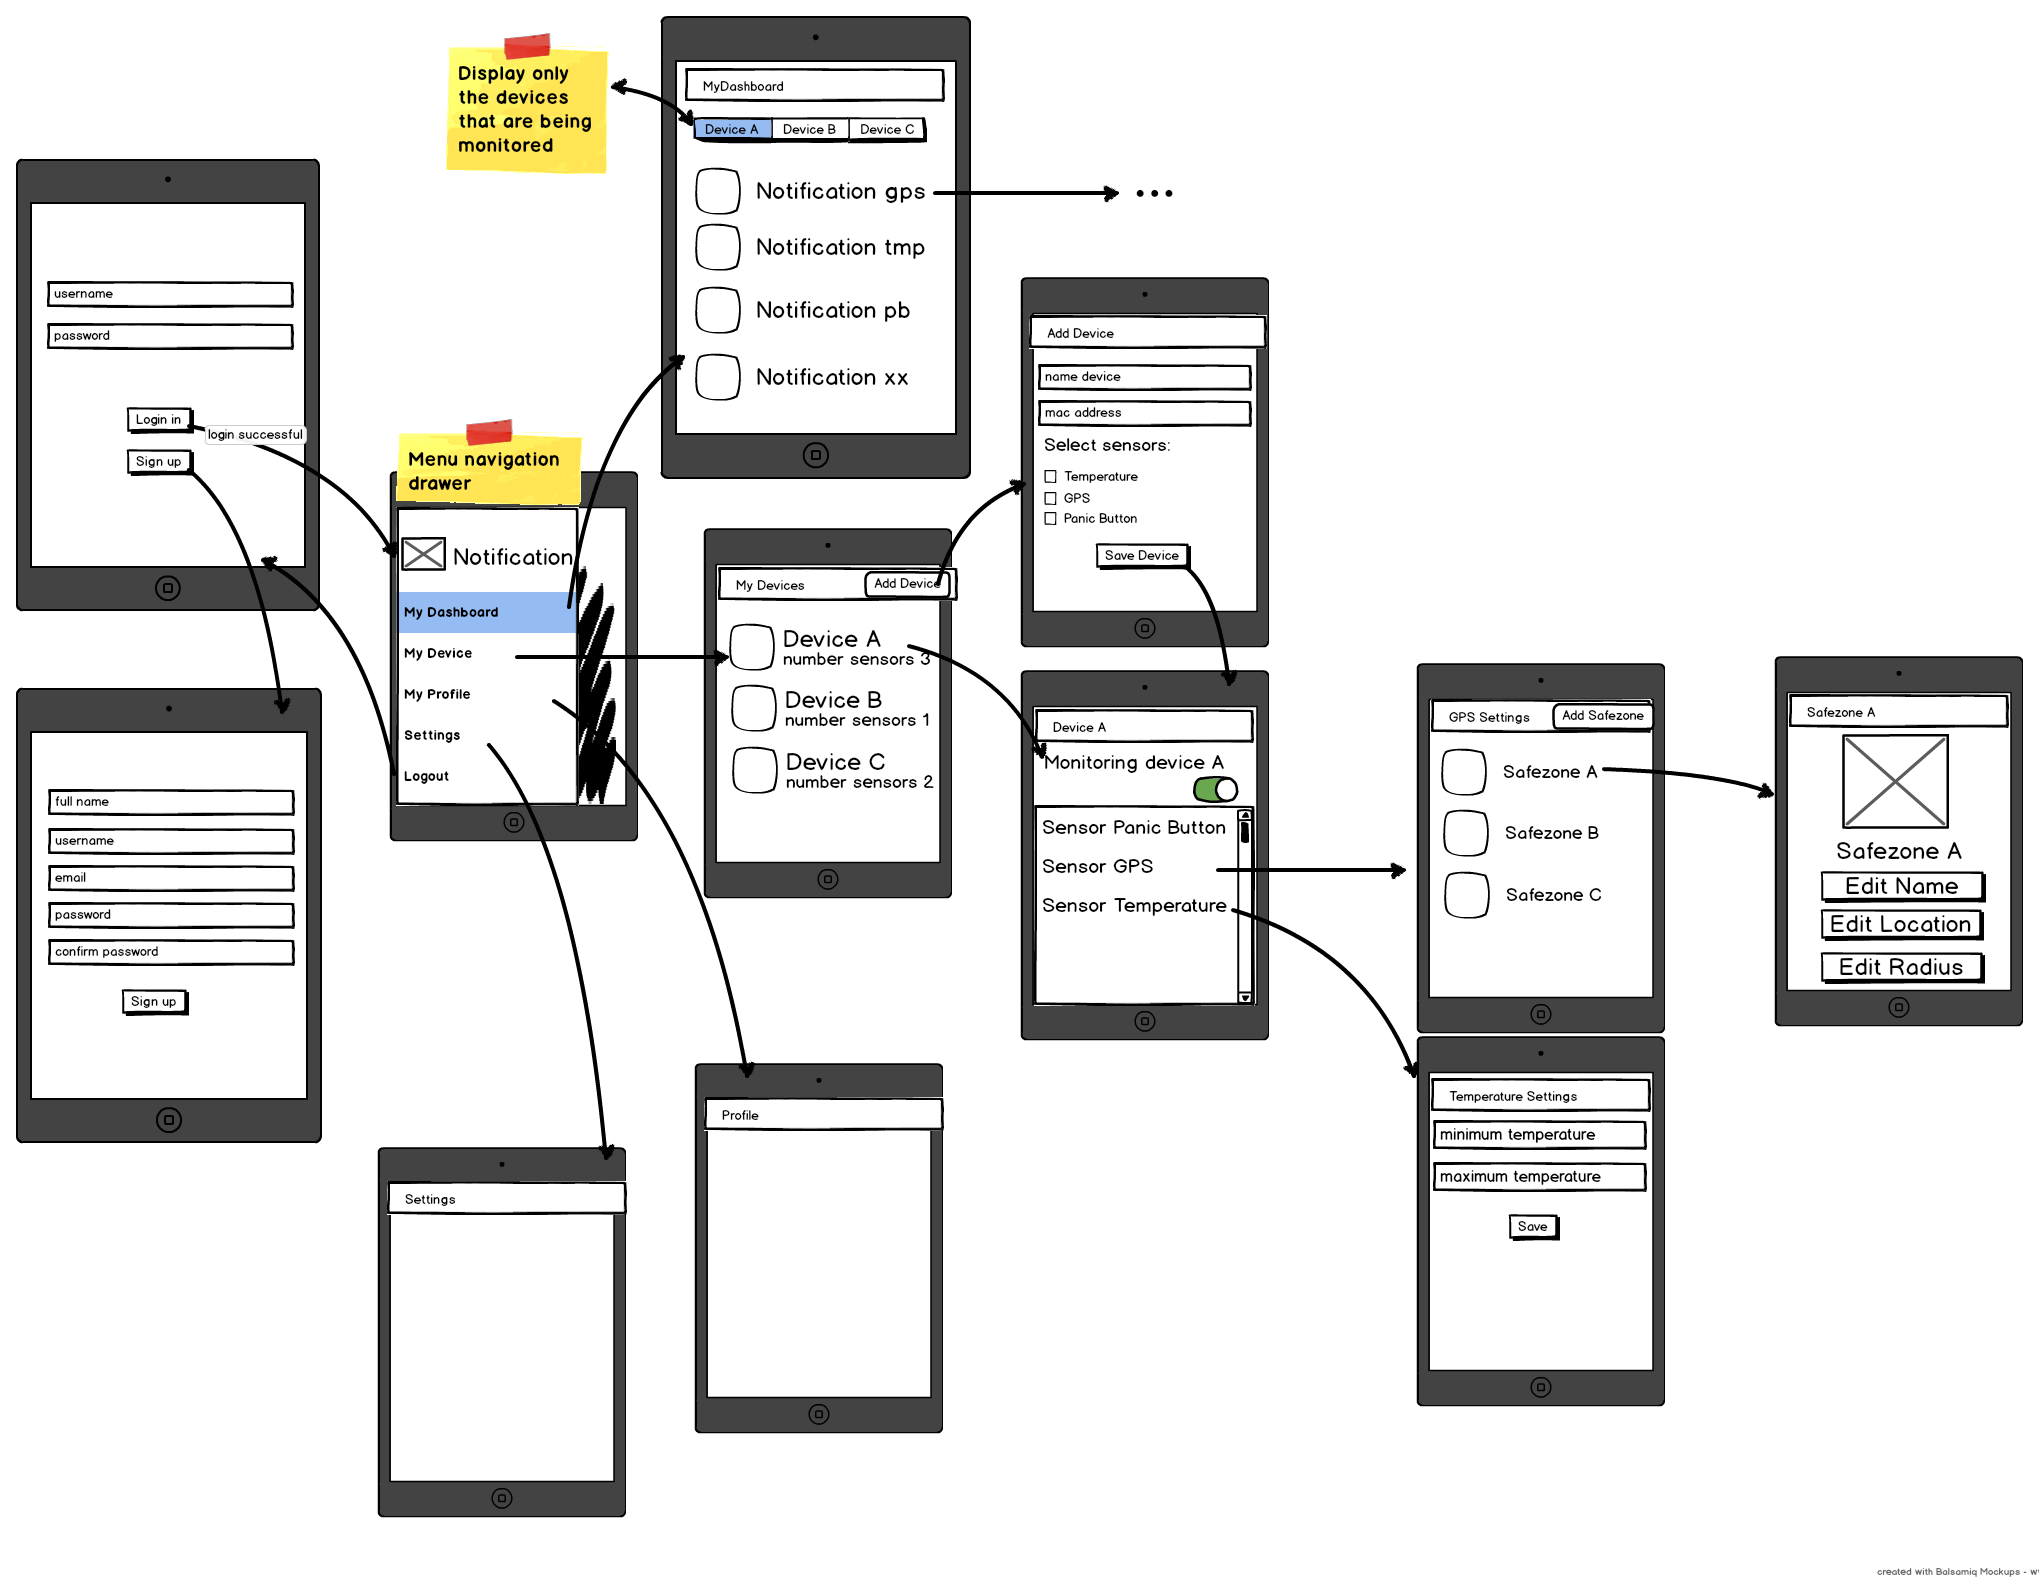 Display only
the devices
that are being
monitored
MyDashboard
Device A
Device B
Device C
Notification gps
...
Notification tmp
Notification pb
Notification xx
username
password
Login in
login successful
Sign up
Menu navigation
drawer
Notification
My Dashboard
My Device
My Profile
Settings
Logout
My Devices
Add Device
Device A
number sensors 3
Device B
number sensors 1
Device C
number sensors 2
Add Device
name device
mac address
Select sensors:
Temperature
GPS
Panic Button
Save Device
Device A
Monitoring device A
Sensor Panic Button
Sensor GPS
Sensor Temperature
GPS Settings
Add Safezone
Safezone A
Safezone B
Safezone C
Safezone A
Safezone A
Edit Name
Edit Location
Edit Radius
full name
username
email
password
confirm password
Sign up
Settings
Profile
Temperature Settings
minimum temperature
maximum temperature
Save
created with Balsamiq Mockups -